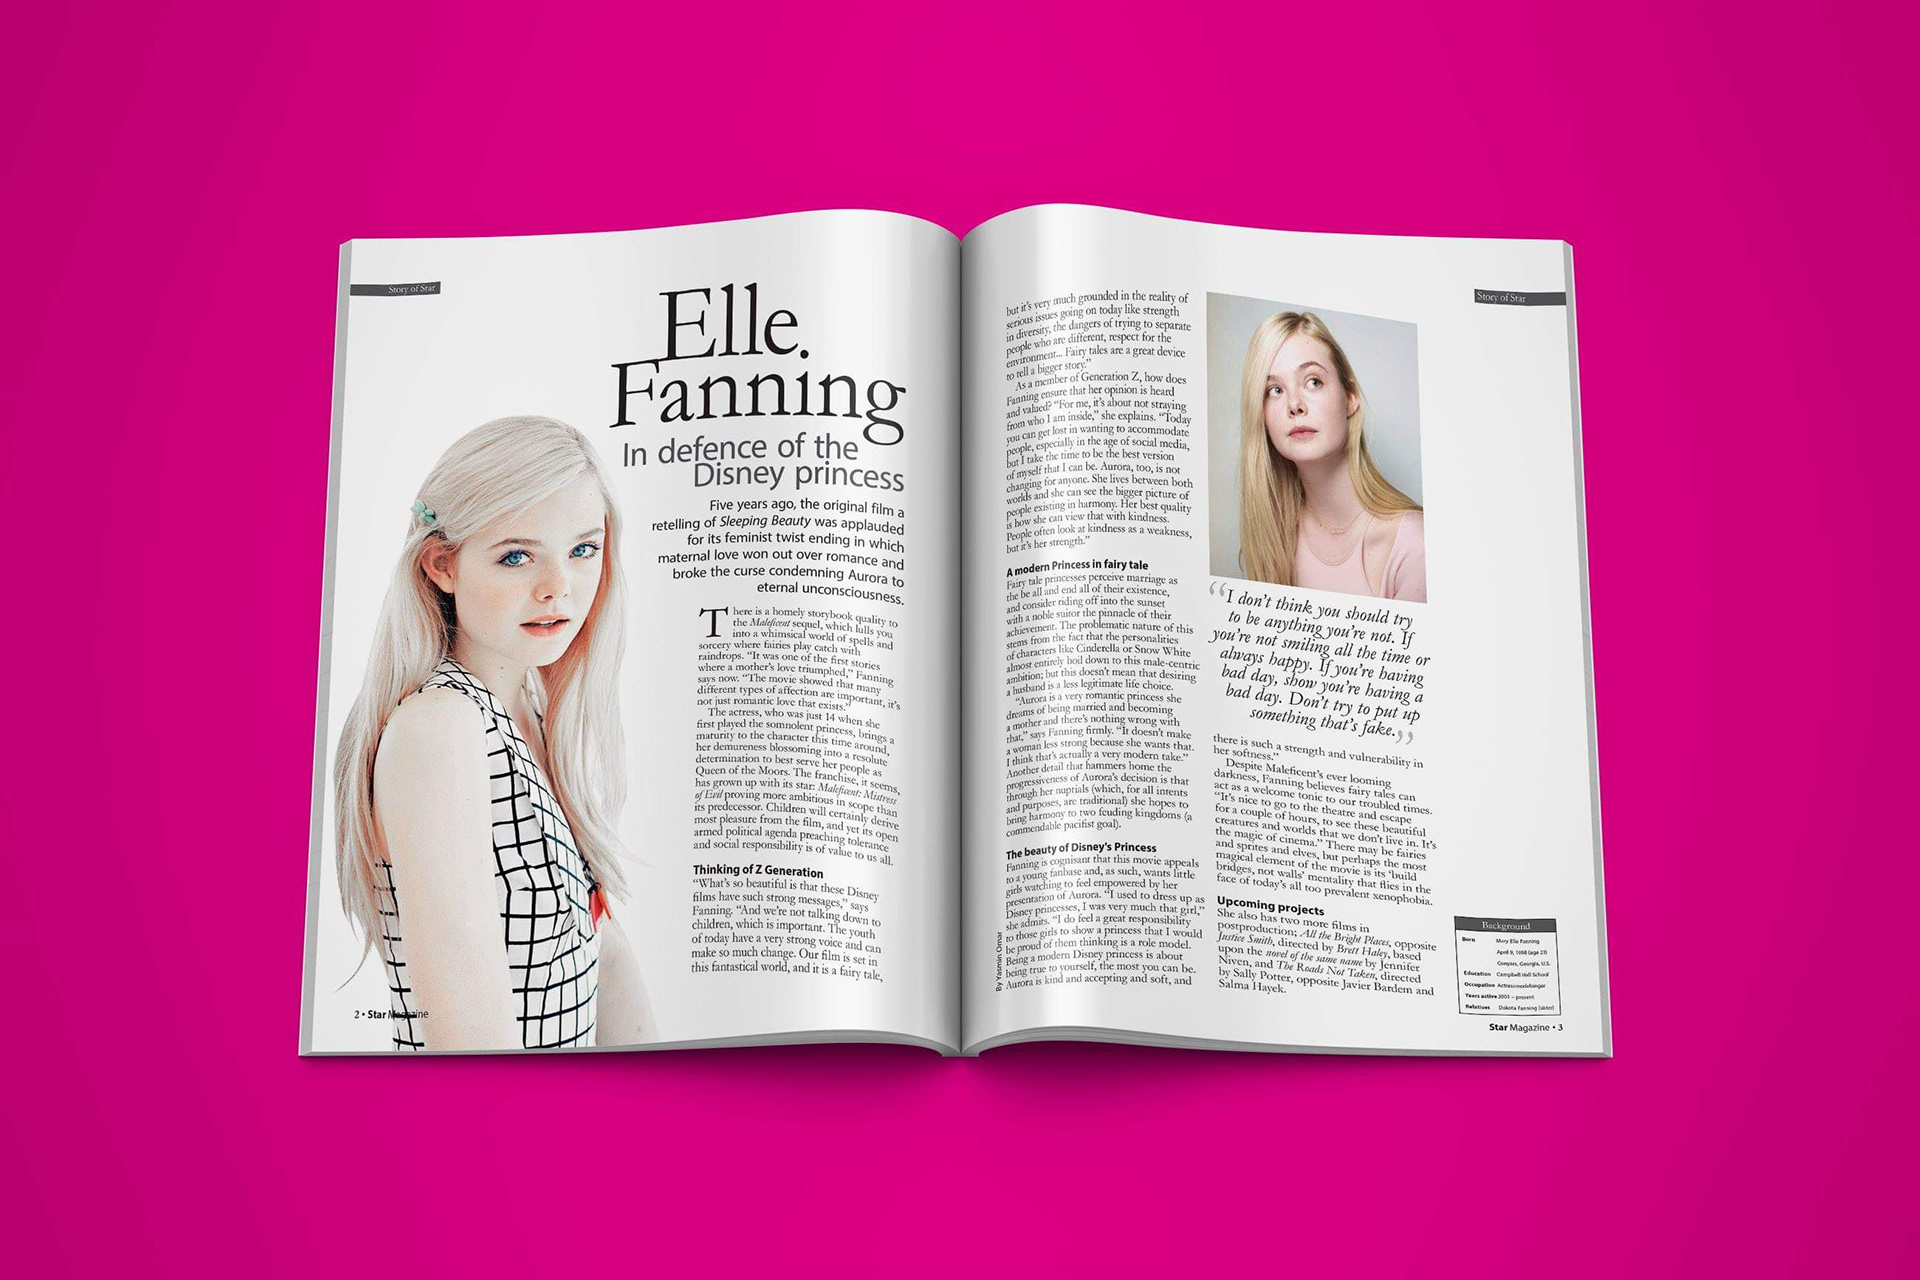 Story of Star
Elle.
Fanning
In defence of the
Disney princess
Five years ago, the original film a
retelling of Sleeping Beauty was applauded
for its feminist twist ending in which
maternal love won out over romance and
broke the curse condemning Aurora to
eternal unconsciousness.
There is a homely storybook quality to
the Maleficent sequel, which lulls you
into a whimsical world of spells and
sorcery where fairies play catch with
raindrops. “It was one of the first stories
where a mother’s love triumphed,” Fanning
says now. “The movie showed that many
different types of affection are important, it’s
not just romantic love that exists.”
The actress, who was just 14 when she
first played the somnolent princess, brings a
maturity to the character this time around,
her demureness blossoming into a resolute
determination to best serve her people as
Queen of the Moors. The franchise, it seems,
has grown up with its star: Maleficent: Mistress
of Evil proving more ambitious in scope than
its predecessor. Children will certainly derive
most pleasure from the film, and yet its open
armed political agenda preaching tolerance
and social responsibility is of value to us all.
Thinking of Z Generation
“What’s so beautiful is that these Disney
films have such strong messages,” says
Fanning. “And we’re not talking down to
children, which is important. The youth
of today have a very strong voice and can
make so much change. Our film is set in
this fantastical world, and it is a fairy tale,
2 • Star Magazine
but it’s very much grounded in the reality of
serious issues going on today like strength
in diversity, the dangers of trying to separate
people who are different, respect for the
environment... Fairy tales are a great device
to tell a bigger story.”
As a member of Generation Z, how does
Fanning ensure that her opinion is heard
and valued? “For me, it’s about not straying
from who I am inside,” she explains. “Today
you can get lost in wanting to accommodate
people, especially in the age of social media,
but I take the time to be the best version
of myself that I can be. Aurora, too, is not
changing for anyone. She lives between both
worlds and she can see the bigger picture of
people existing in harmony. Her best quality
is how she can view that with kindness.
People often look at kindness as a weakness,
but it’s her strength.”
A modern Princess in fairy tale
Fairy tale princesses perceive marriage as
the be all and end all of their existence,
and consider riding off into the sunset
with a noble suitor the pinnacle of their
achievement. The problematic nature of this
stems from the fact that the personalities
of characters like Cinderella or Snow White
almost entirely boil down to this male-centric
ambition; but this doesn’t mean that desiring
a husband is a less legitimate life choice.
“Aurora is a very romantic princess she
dreams of being married and becoming
a mother and there’s nothing wrong with
that,” says Fanning firmly. “It doesn’t make
a woman less strong because she wants that.
I think that’s actually a very modern take.”
Another detail that hammers home the
progressiveness of Aurora’s decision is that
through her nuptials (which, for all intents
and purposes, are traditional) she hopes to
bring harmony to two feuding kingdoms (a
commendable pacifist goal).
The beauty of Disney's Princess
Fanning is cognisant that this movie appeals
to a young fanbase and, as such, wants little
girls watching to feel empowered by her
presentation of Aurora. “I used to dress up as
Disney princesses, I was very much that girl,”
she admits. “I do feel a great responsibility
to those girls to show a princess that I would
be proud of them thinking is a role model.
Being a modern Disney princess is about
being true to yourself, the most you can be.
Aurora is kind and accepting and soft, and
By Yasmin Omar
“I don’t think you should try
to be anything you’re not. If
you’re not smiling all the time or
always happy. If you’re having
bad day, show you’re having a
bad day. Don’t try to put up
something that’s fake.”
there is such a strength and vulnerability in
her softness.”
Despite Maleficent’s ever looming
darkness, Fanning believes fairy tales can
act as a welcome tonic to our troubled times.
“It’s nice to go to the theatre and escape
for a couple of hours, to see these beautiful
creatures and worlds that we don’t live in. It’s
the magic of cinema.” There may be fairies
and sprites and elves, but perhaps the most
magical element of the movie is its ‘build
bridges, not walls’ mentality that flies in the
face of today’s all too prevalent xenophobia.
Upcoming projects
She also has two more films in
postproduction; All the Bright Places, opposite
Justice Smith, directed by Brett Haley, based
upon the novel of the same name by Jennifer
Niven, and The Roads Not Taken, directed
by Sally Potter, opposite Javier Bardem and
Salma Hayek.
Story of Star
Background
Born Mary Elle Fanning
April 9, 1998 (age 21)
Conyers, Georgia, U.S.
Education Campbell Hall School
Occupation Actressmodelsinger
Years active 2001 – present
Relatives Dakota Fanning (sister)
Star Magazine • 3